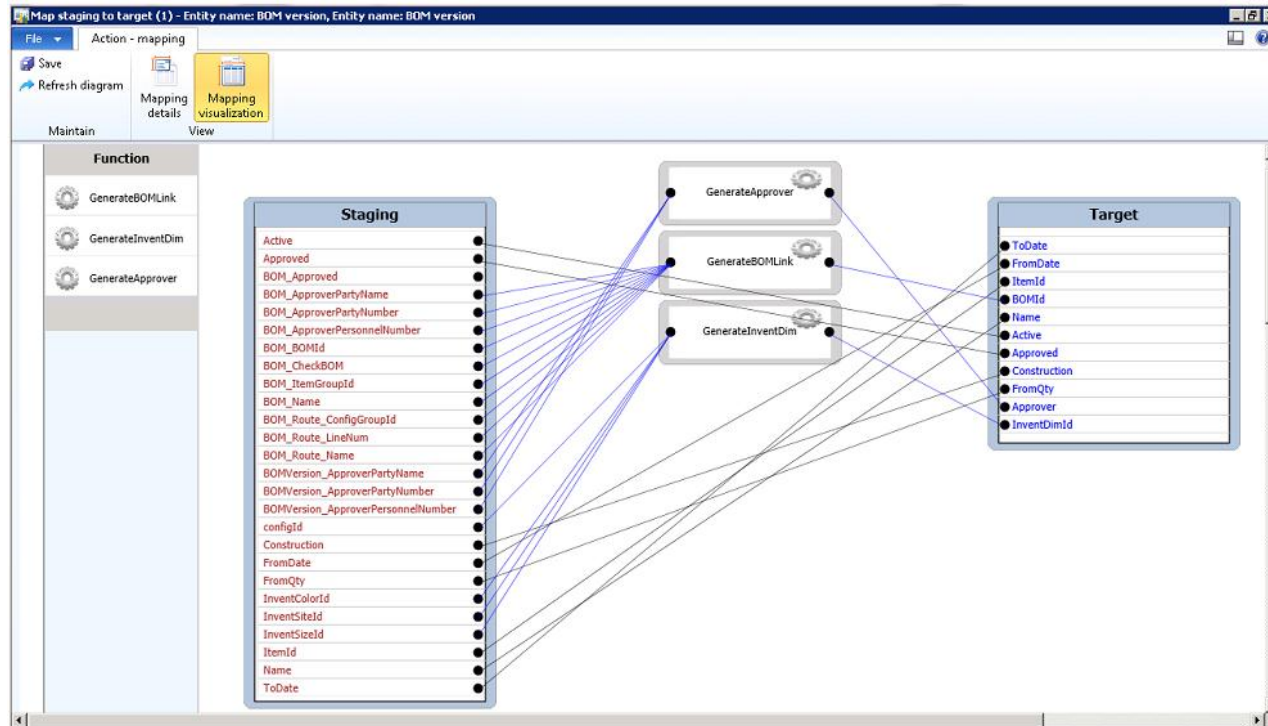 Map staging to target (1) - Entity name: BOM version, Entity name: BOM version
File
Action - mapping
Save
Refresh diagram
Mapping details
Mapping visualization
Maintain
View
Function
GenerateBOMLink
GenerateInventDim
GenerateApprover
Staging
Active
Approved
BOM_Approved
BOM_ApproverPartyName
BOM_ApproverPartyNumber
BOM_ApproverPersonnelNumber
BOM_BOMId
BOM_CheckBOM
BOM_ItemGroupId
BOM_Name
BOM_Route_ConfigGroupId
BOM_Route_LineNum
BOM_Route_Name
BOMVersion_ApproverPartyName
BOMVersion_ApproverPartyNumber
BOMVersion_ApproverPersonnelNumber
configId
Construction
FromDate
FromQty
InventColorId
InventSiteId
InventSizeId
ItemId
Name
ToDate
GenerateApprover
GenerateBOMLink
GenerateInventDim
Target
ToDate
FromDate
ItemId
BOMId
Name
Active
Approved
Construction
FromQty
Approver
InventDimId